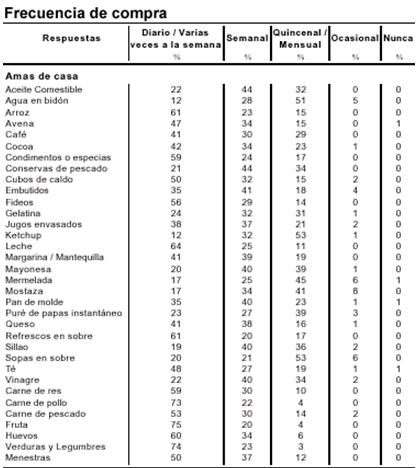 Frecuencia de compra
Respuestas Diario / Varias veces a la semana Semanal Quincenal / Mensual Ocasional Nunca
% % % % %
Amas de casa
Aceite Comestible 22 44 32 0 0
Agua en bidón 12 28 51 5 0
Arroz 61 23 15 0 0
Avena 47 34 15 0 1
Café 41 30 29 0 0
Cocoa 42 34 23 1 0
Condimentos o especias 59 24 17 0 0
Conservas de pescado 21 44 34 0 0
Cubos de caldo 50 32 15 2 0
Embutidos 35 41 18 4 0
Fideos 56 29 14 0 0
Gelatina 24 32 31 1 0
Jugos envasados 38 37 21 2 0
Ketchup 12 32 53 1 0
Leche 64 25 11 0 0
Margarina / Mantequilla 41 39 19 0 0
Mayonesa 20 40 39 1 0
Mermelada 17 25 45 6 1
Mostaza 17 34 41 8 0
Pan de molde 35 40 23 1 1
Puré de papas instantáneo 23 27 39 3 0
Queso 41 38 16 1 0
Refrescos en sobre 61 20 17 0 0
Sillao 19 40 36 2 0
Sopas en sobre 20 21 53 6 0
Té 48 27 19 1 1
Vinagre 22 40 34 2 0
Carne de res 59 30 10 0 0
Carne de pollo 73 22 4 0 0
Carne de pescado 53 30 14 2 0
Fruta 75 20 4 0 0
Huevos 60 34 6 0 0
Verduras y Legumbres 74 23 3 0 0
Menestras 50 37 12 0 0